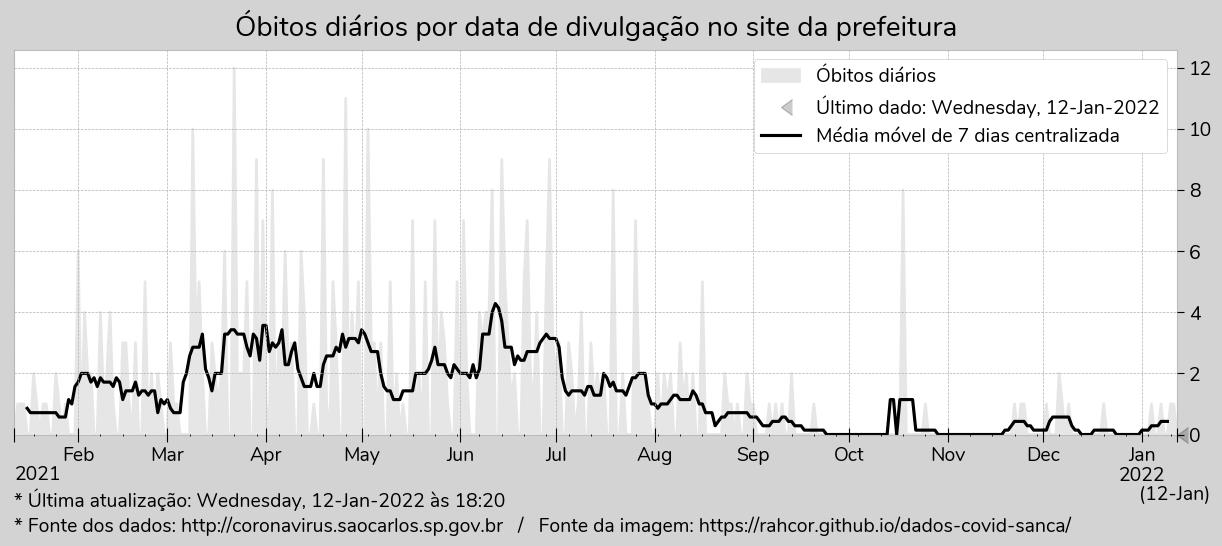 Óbitos diários por data de divulgação no site da prefeitura
Óbitos diários
Último dado: Wednesday, 12-Jan-2022
Média móvel de 7 dias centralizada
12
10
8
6
4
2
0
Feb Mar Apr May Jun Jul Aug Sep Oct Nov Dec Jan
2021 2022
(12-Jan)
* Última atualização: Wednesday, 12-Jan-2022 às 18:20
* Fonte dos dados: http://coronavirus.saocarlos.sp.gov.br / Fonte da imagem: https://rahcor.github.io/dados-covid-sanca/